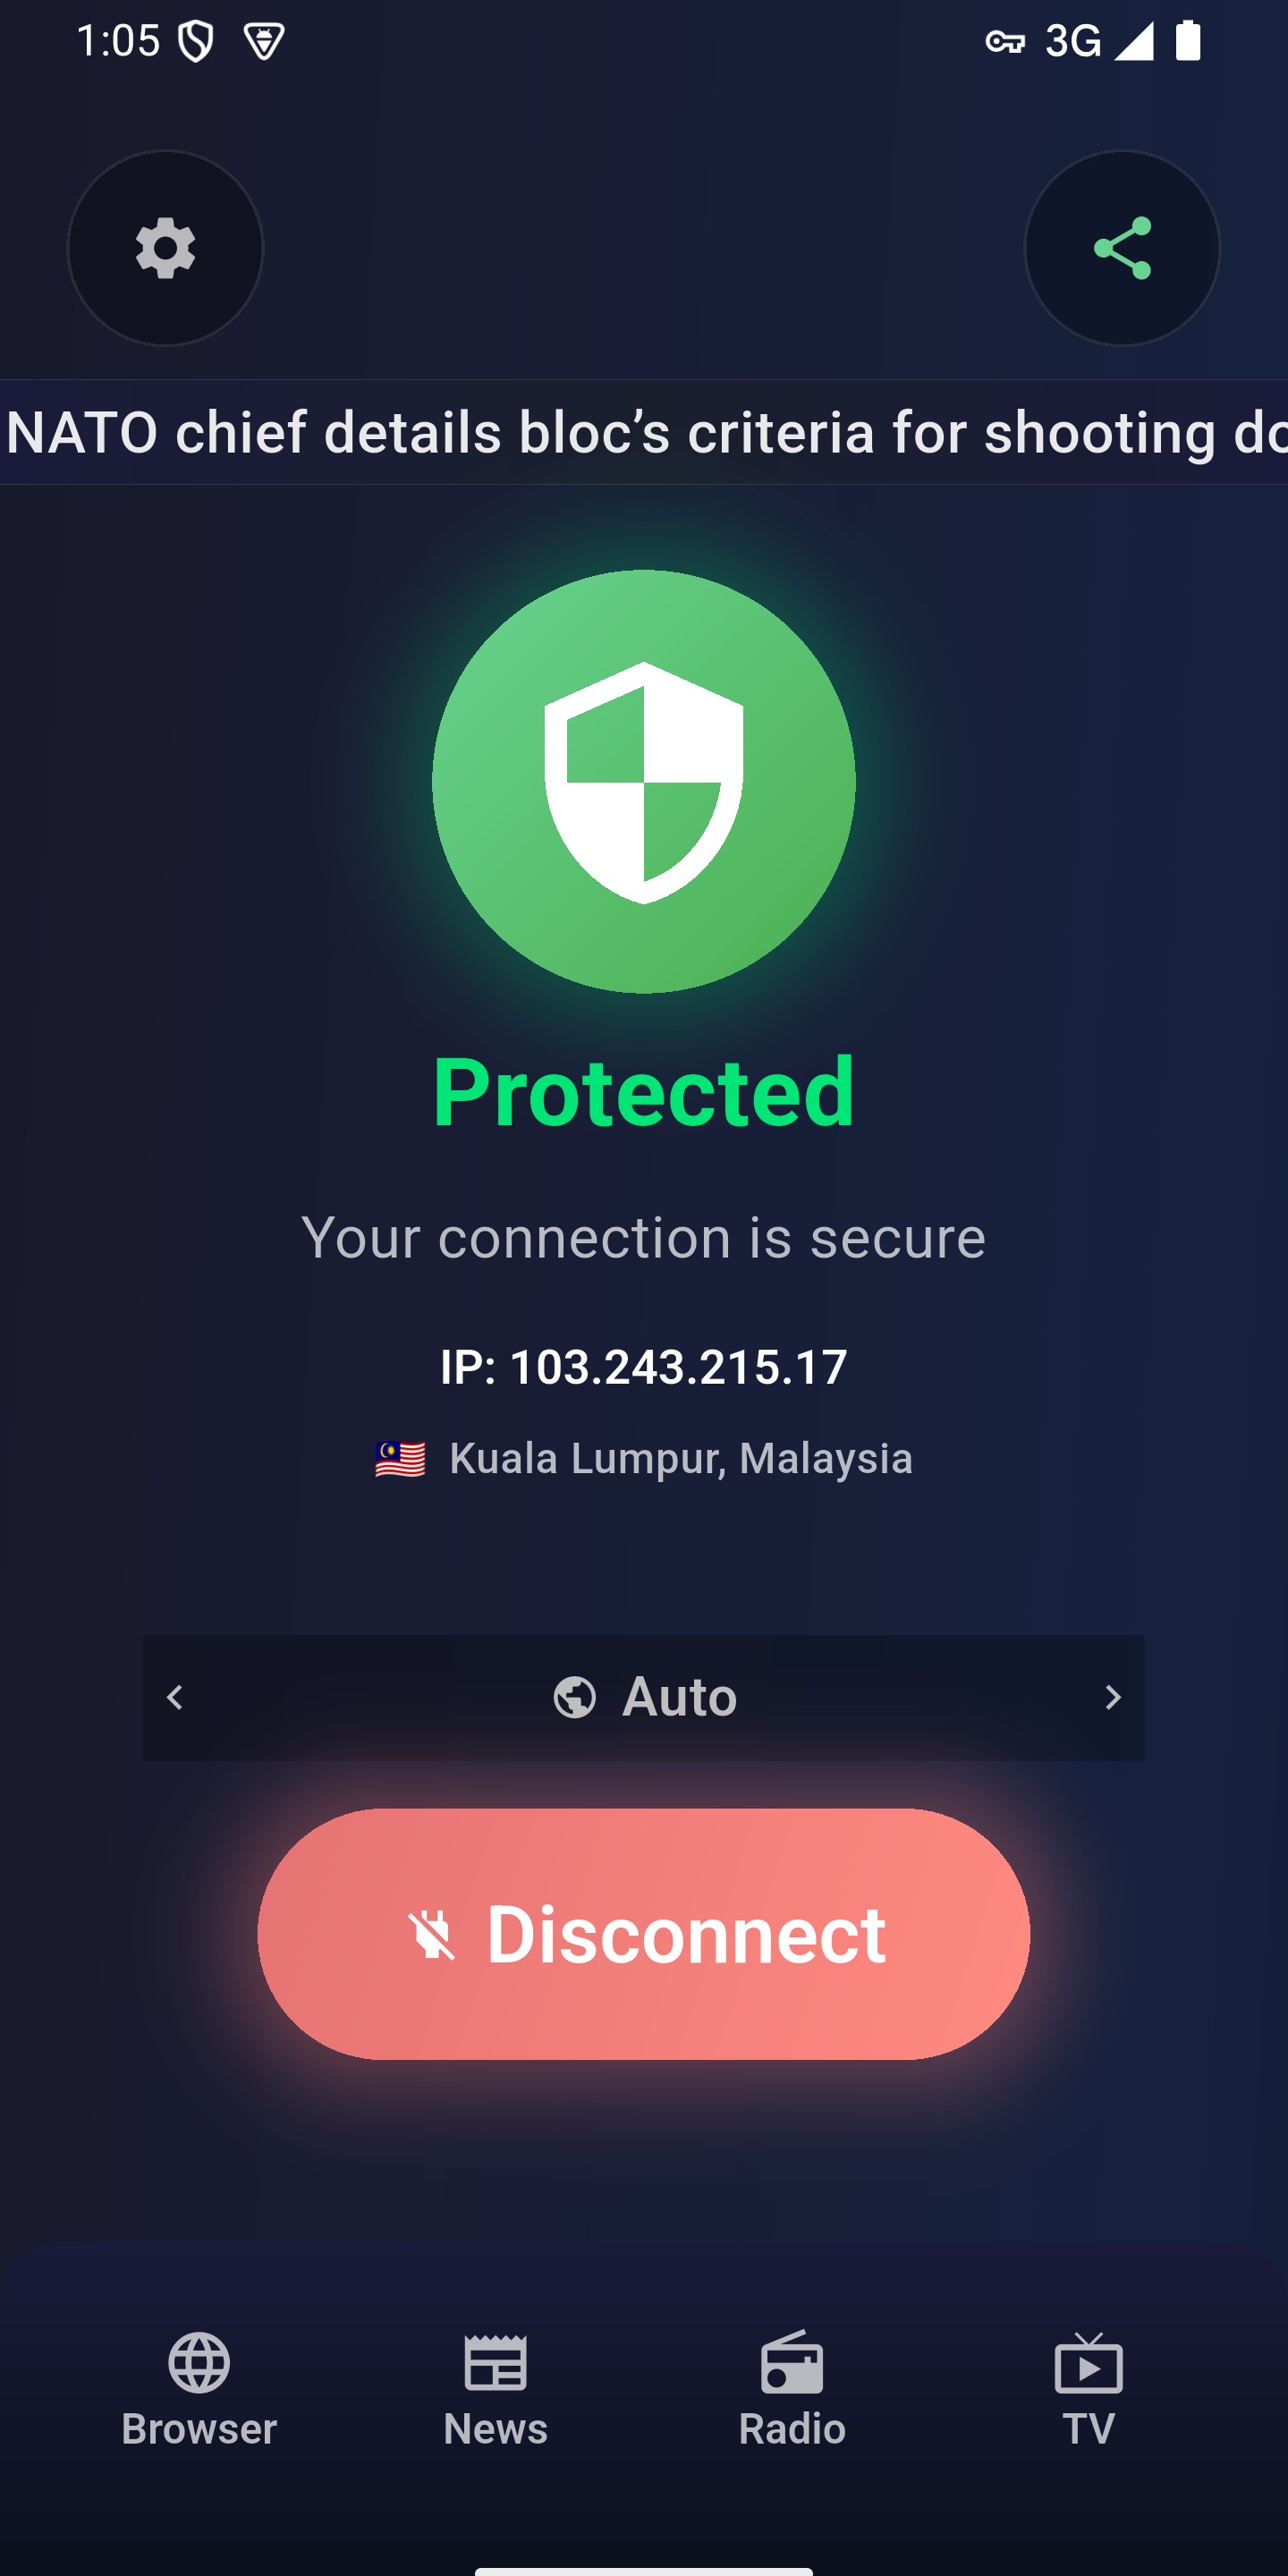 1:05
3G
NATO chief details bloc’s criteria for shooting do
Protected
Your connection is secure
IP: 103.243.215.17
Kuala Lumpur, Malaysia
Auto
Disconnect
Browser News Radio TV